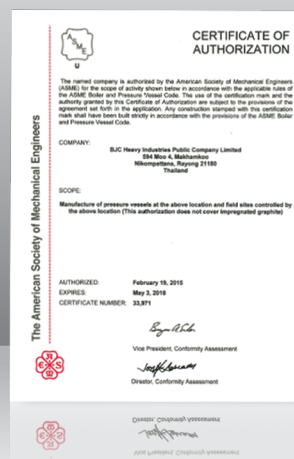 CERTIFICATE OF
AUTHORIZATION
ASME
U
The named company is authorized by the American Society of Mechanical Engineers
(ASME) for the scope of activity shown below in accordance with the applicable rules of
the ASME Boiler and Pressure Vessel Code. The use of the certification mark and the
authority granted by this Certificate of Authorization are subject to the provisions of the
agreement set forth in the application. Any construction stamped with this certification
mark shall have been built strictly in accordance with the provisions of the ASME Boiler
and Pressure Vessel Code.
COMPANY:
BJC Heavy Industries Public Company Limited
594 Moo 4, Makhamkoo
Nikompattana, Rayong 21180
Thailand
SCOPE:
Manufacture of pressure vessels at the above location and field sites controlled by
the above location (This authorization does not cover impregnated graphite)
AUTHORIZED: February 19, 2015
EXPIRES: May 3, 2018
CERTIFICATE NUMBER: 33,971
Vice President, Conformity Assessment
Director, Conformity Assessment
The American Society of Mechanical Engineers